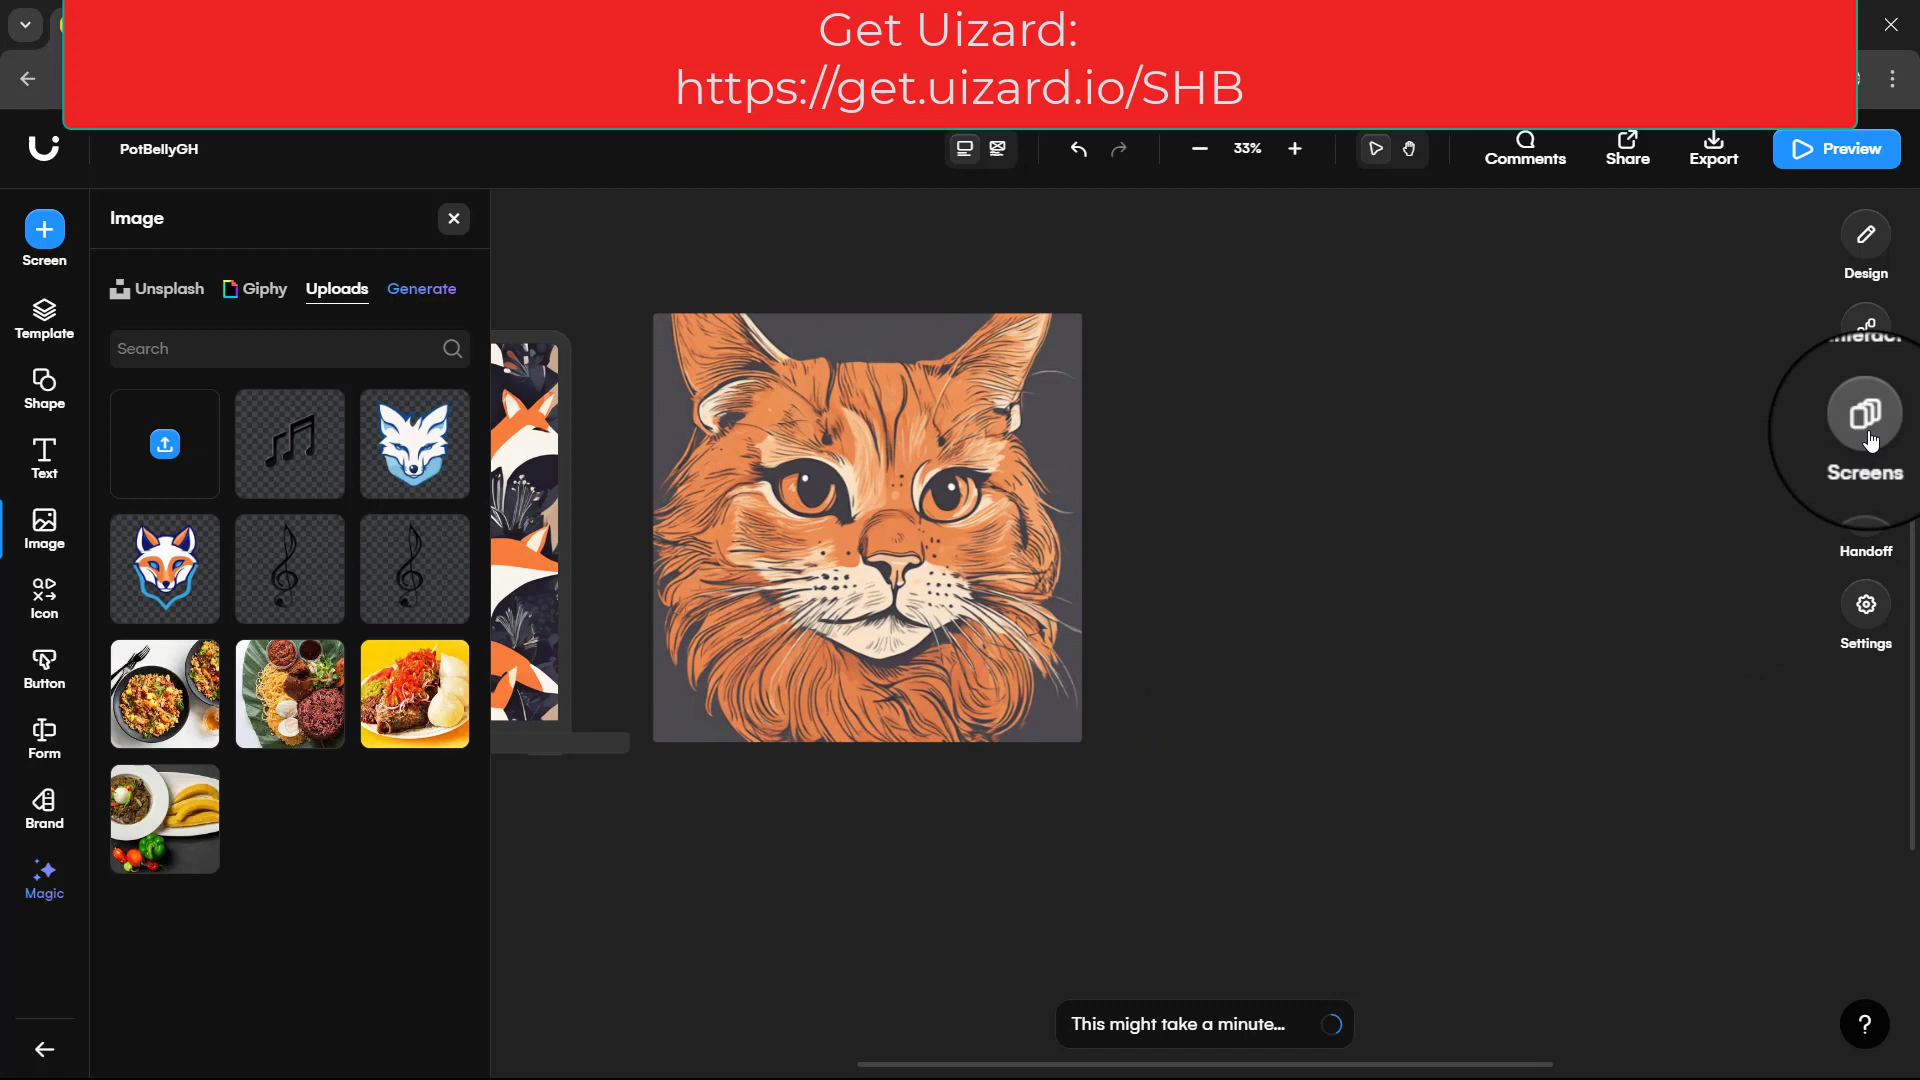 Get Uizard:
https://get.uizard.io/SHB
PotBellyGH
33%
Comments
Share
Export
Preview
Screen
Template
Shape
Text
Image
Icon
Button
Form
Brand
Magic
Image
Unsplash
Giphy
Uploads
Generate
Search
Design
Interact
Screens
Handoff
Settings
This might take a minute...
?